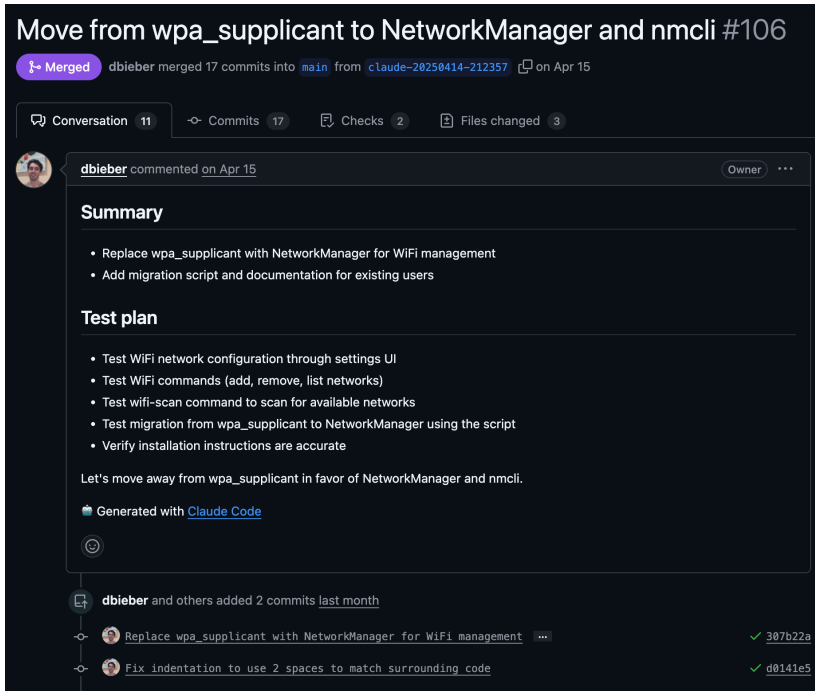 Move from wpa_supplicant to NetworkManager and nmcli #106
Merged dbieber merged 17 commits into main from claude-20250414-212357 on Apr 15
Conversation 11 Commits 17 Checks 2 Files changed 3
dbieber commented on Apr 15 Owner ...
Summary
• Replace wpa_supplicant with NetworkManager for WiFi management
• Add migration script and documentation for existing users
Test plan
• Test WiFi network configuration through settings UI
• Test WiFi commands (add, remove, list networks)
• Test wifi-scan command to scan for available networks
• Test migration from wpa_supplicant to NetworkManager using the script
• Verify installation instructions are accurate
Let's move away from wpa_supplicant in favor of NetworkManager and nmcli.
🤖 Generated with Claude Code
dbieber and others added 2 commits last month
Replace wpa_supplicant with NetworkManager for WiFi management ... 307b22a
Fix indentation to use 2 spaces to match surrounding code d0141e5